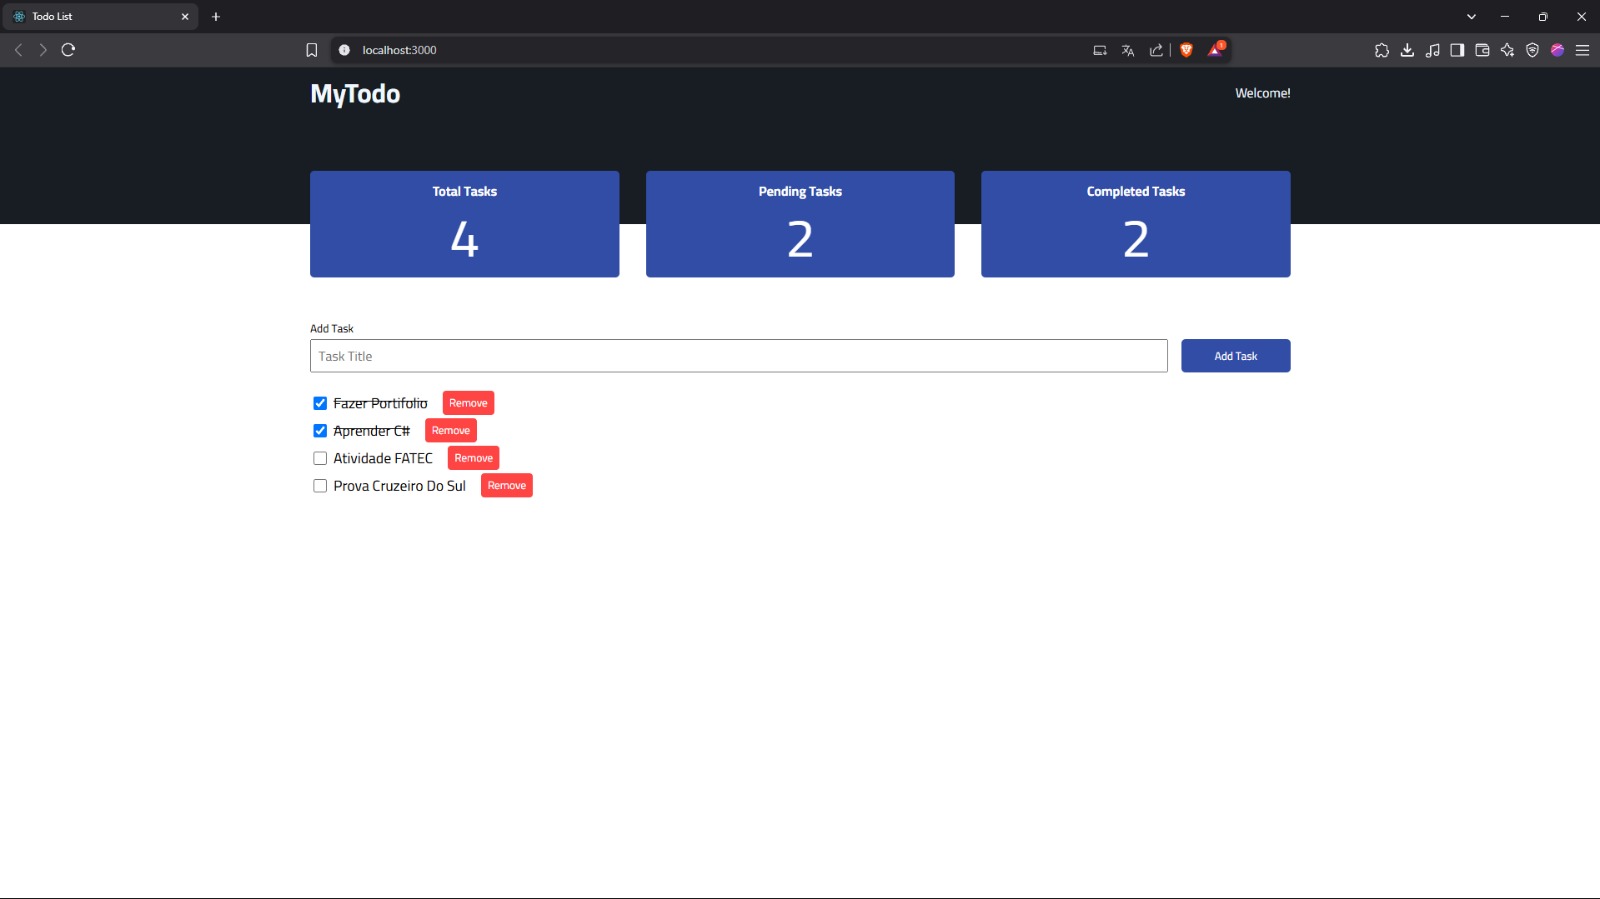 Todo List
localhost:3000
1
MyTodo
Welcome!
Total Tasks
4
Pending Tasks
2
Completed Tasks
2
Add Task
Task Title
Add Task
Fazer Portifolio
Remove
Aprender C#
Remove
Atividade FATEC
Remove
Prova Cruzeiro Do Sul
Remove